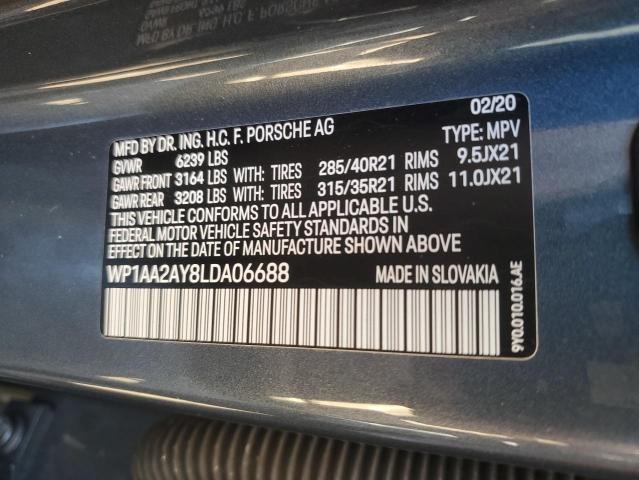 02/20
MFD BY DR. ING. H.C. F. PORSCHE AG TYPE: MPV
GVWR 6239 LBS
GAWR FRONT 3164 LBS WITH: TIRES 285/40R21 RIMS 9.5JX21
GAWR REAR 3208 LBS WITH: TIRES 315/35R21 RIMS 11.0JX21
THIS VEHICLE CONFORMS TO ALL APPLICABLE U.S.
FEDERAL MOTOR VEHICLE SAFETY STANDARDS IN
EFFECT ON THE DATE OF MANUFACTURE SHOWN ABOVE
WP1AA2AY8LDA06688 MADE IN SLOVAKIA
9Y0.010.016.AE